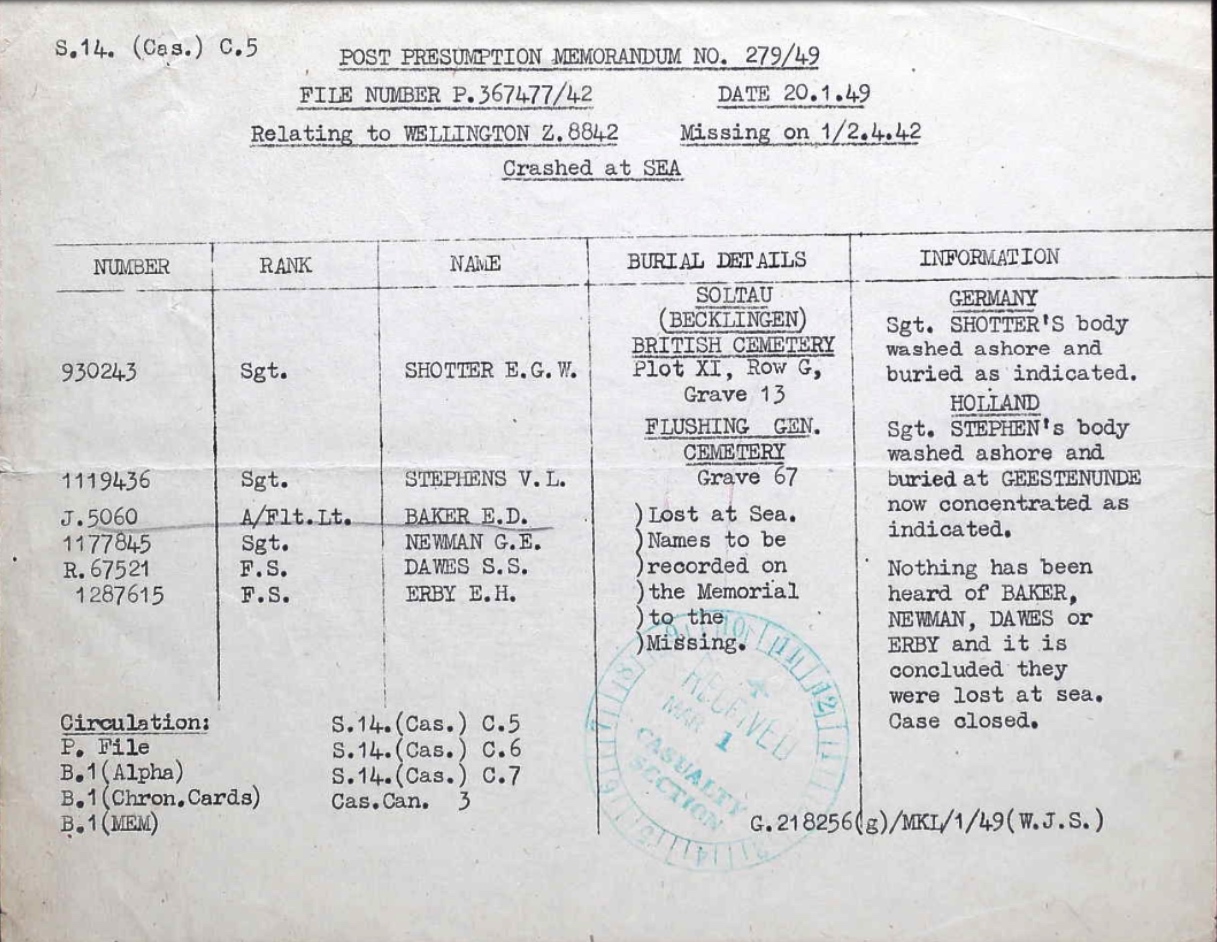 S.14. (Cas.) C.5
POST PRESUMPTION MEMORANDUM NO. 279/49
FILE NUMBER P.367477/42 DATE 20.1.49
Relating to WELLINGTON Z.8842 Missing on 1/2.4.42
Crashed at SEA
NUMBER RANK NAME BURIAL DETAILS INFORMATION
SOLTAU
(BECKLINGEN)
BRITISH CEMETERY
930243 Sgt. SHOTTER E.G.W. Plot XI, Row G,
Grave 13
FLUSHING GEN.
CEMETERY
1119436 Sgt. STEPHENS V.L. Grave 67
J.5060 A/Flt.Lt. BAKER E.D. )Lost at Sea.
1177845 Sgt. NEWMAN G.E. )Names to be
R.67521 F.S. DAWES S.S. )recorded on
1287615 F.S. ERBY E.H. )the Memorial
)to the
)Missing.
GERMANY
Sgt. SHOTTER'S body
washed ashore and
buried as indicated.
HOLLAND
Sgt. STEPHEN's body
washed ashore and
buried at GEESTENUNDE
now concentrated as
indicated.
Nothing has been
heard of BAKER,
NEWMAN, DAWES or
ERBY and it is
concluded they
were lost at sea.
Case closed.
Circulation: S.14.(Cas.) C.5
P. File S.14.(Cas.) C.6
B.1(Alpha) S.14.(Cas.) C.7
B.1(Chron.Cards) Cas.Can. 3
B.1(MEM)
G.218256(g)/MKL/1/49(W.J.S.)
RECEIVED
MAR 1
CASUALTY
SECTION